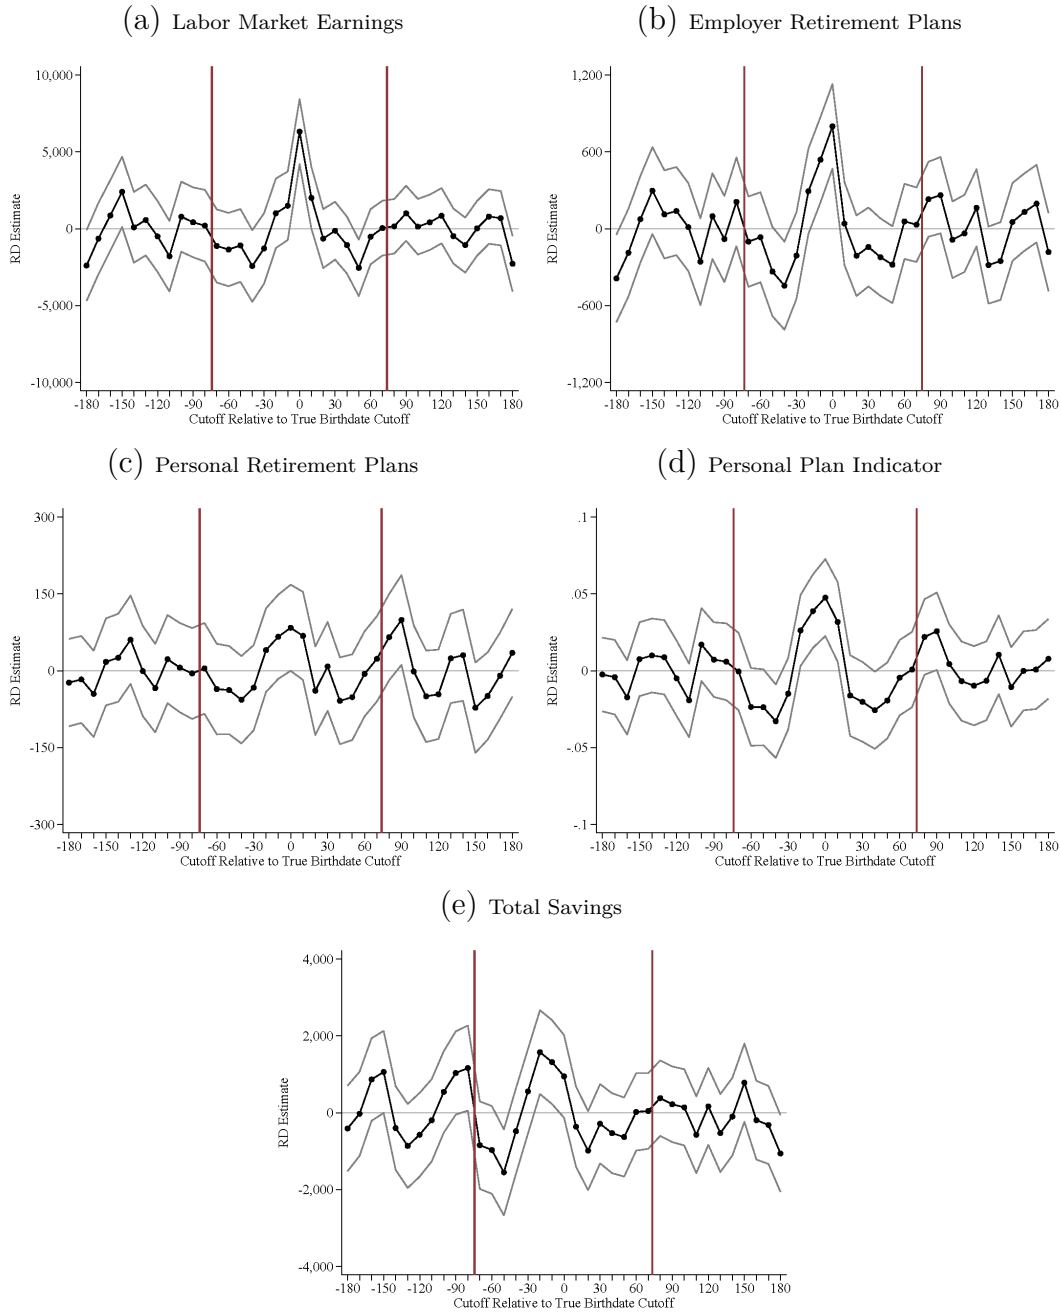 (a) Labor Market Earnings
10,000
5,000
0
-5,000
-10,000
RD Estimate
-180 -150 -120 -90 -60 -30 0 30 60 90 120 150 180
Cutoff Relative to True Birthdate Cutoff
(b) Employer Retirement Plans
1,200
600
0
-600
-1,200
RD Estimate
-180 -150 -120 -90 -60 -30 0 30 60 90 120 150 180
Cutoff Relative to True Birthdate Cutoff
(c) Personal Retirement Plans
300
150
0
-150
-300
RD Estimate
-180 -150 -120 -90 -60 -30 0 30 60 90 120 150 180
Cutoff Relative to True Birthdate Cutoff
(d) Personal Plan Indicator
.1
.05
0
-.05
-.1
RD Estimate
-180 -150 -120 -90 -60 -30 0 30 60 90 120 150 180
Cutoff Relative to True Birthdate Cutoff
(e) Total Savings
4,000
2,000
0
-2,000
-4,000
RD Estimate
-180 -150 -120 -90 -60 -30 0 30 60 90 120 150 180
Cutoff Relative to True Birthdate Cutoff